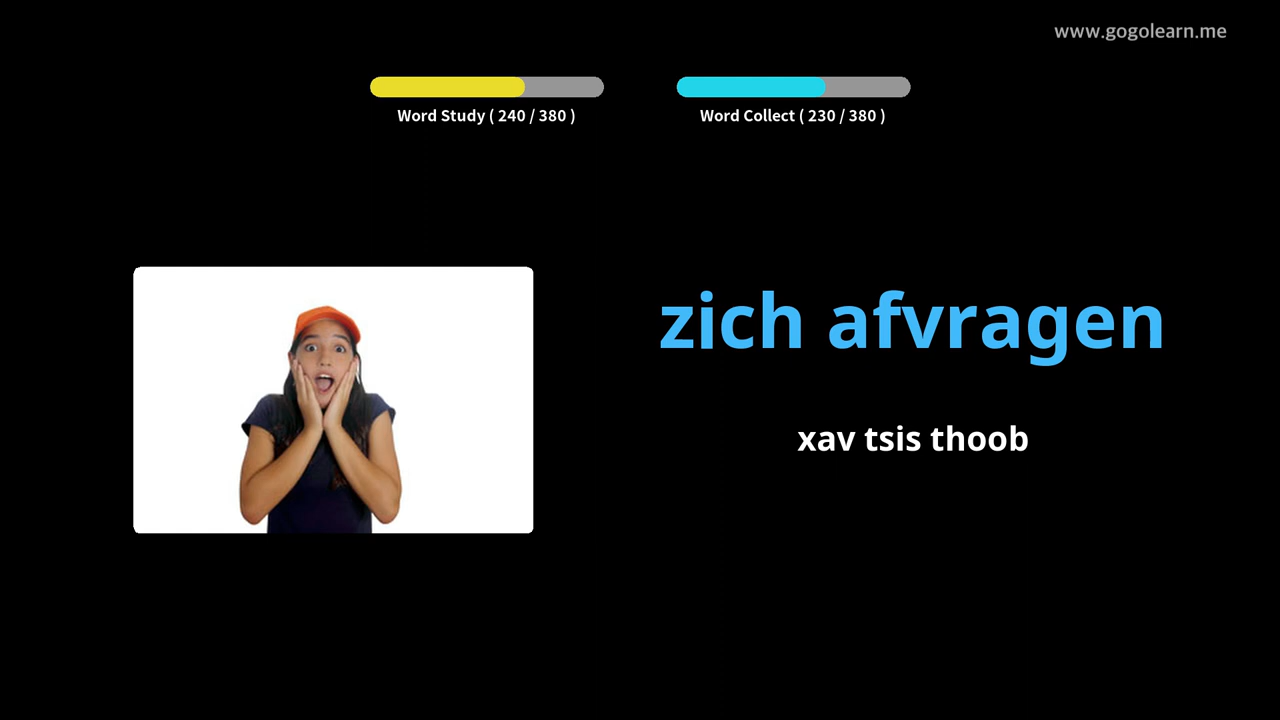 www.gogolearn.me
Word Study ( 240 / 380 )
Word Collect ( 230 / 380 )
zich afvragen
xav tsis thoob